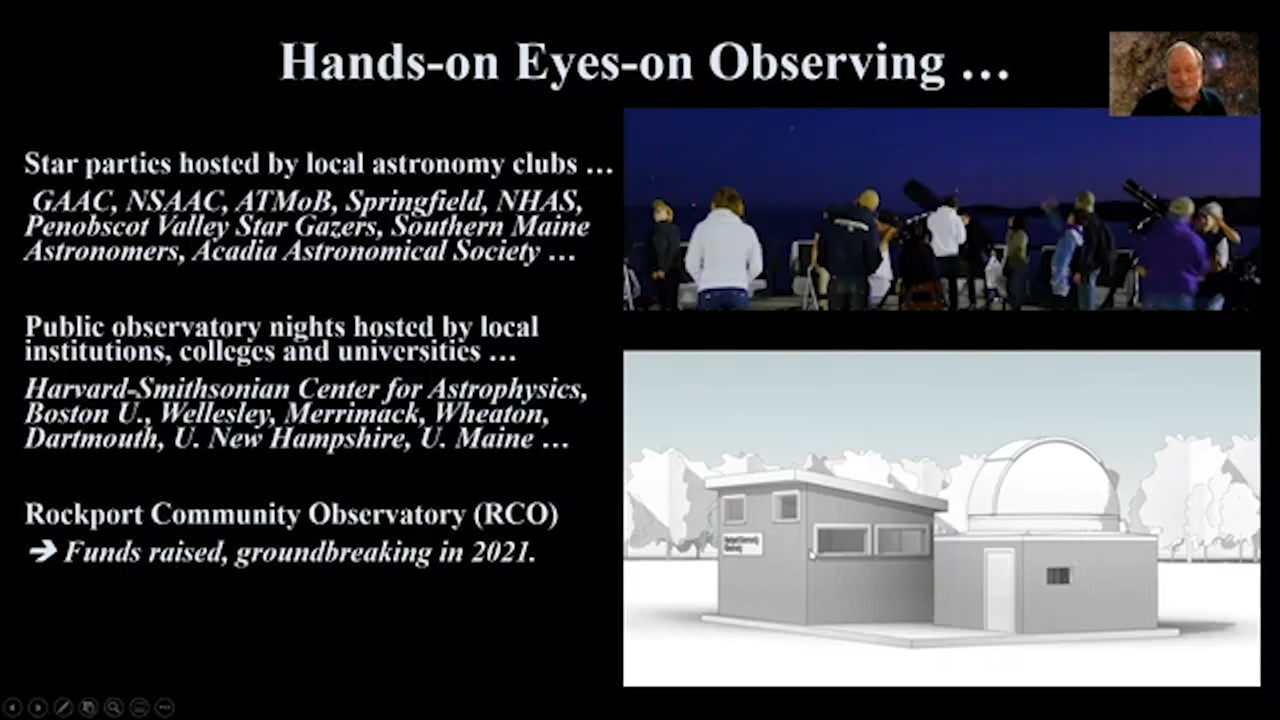 Hands-on Eyes-on Observing ...
Star parties hosted by local astronomy clubs ...
GAAC, NSAAC, ATMoB, Springfield, NHAS,
Penobscot Valley Star Gazers, Southern Maine
Astronomers, Acadia Astronomical Society ...
Public observatory nights hosted by local
institutions, colleges and universities ...
Harvard-Smithsonian Center for Astrophysics,
Boston U., Wellesley, Merrimack, Wheaton,
Dartmouth, U. New Hampshire, U. Maine ...
Rockport Community Observatory (RCO)
➔ Funds raised, groundbreaking in 2021.